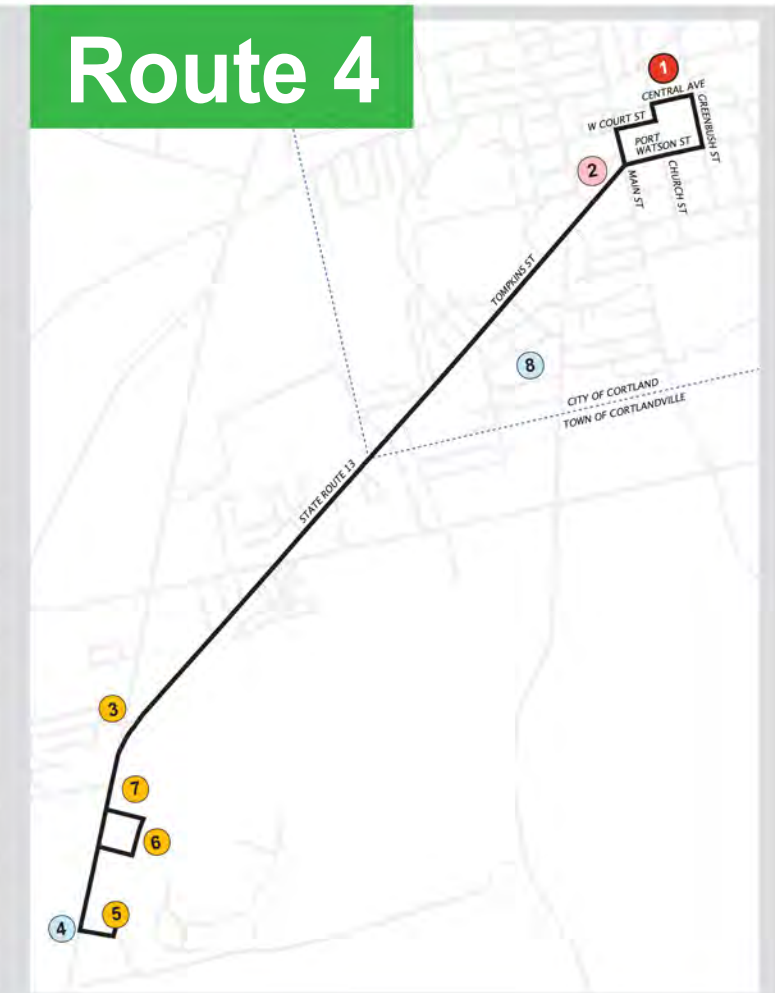 Route 4
1
CENTRAL AVE
W COURT ST
GREENBUSH ST
PORT
WATSON ST
2
MAIN ST
CHURCH ST
TOMPKINS ST
8
CITY OF CORTLAND
TOWN OF CORTLANDVILLE
STATE ROUTE 13
3
7
6
5
4